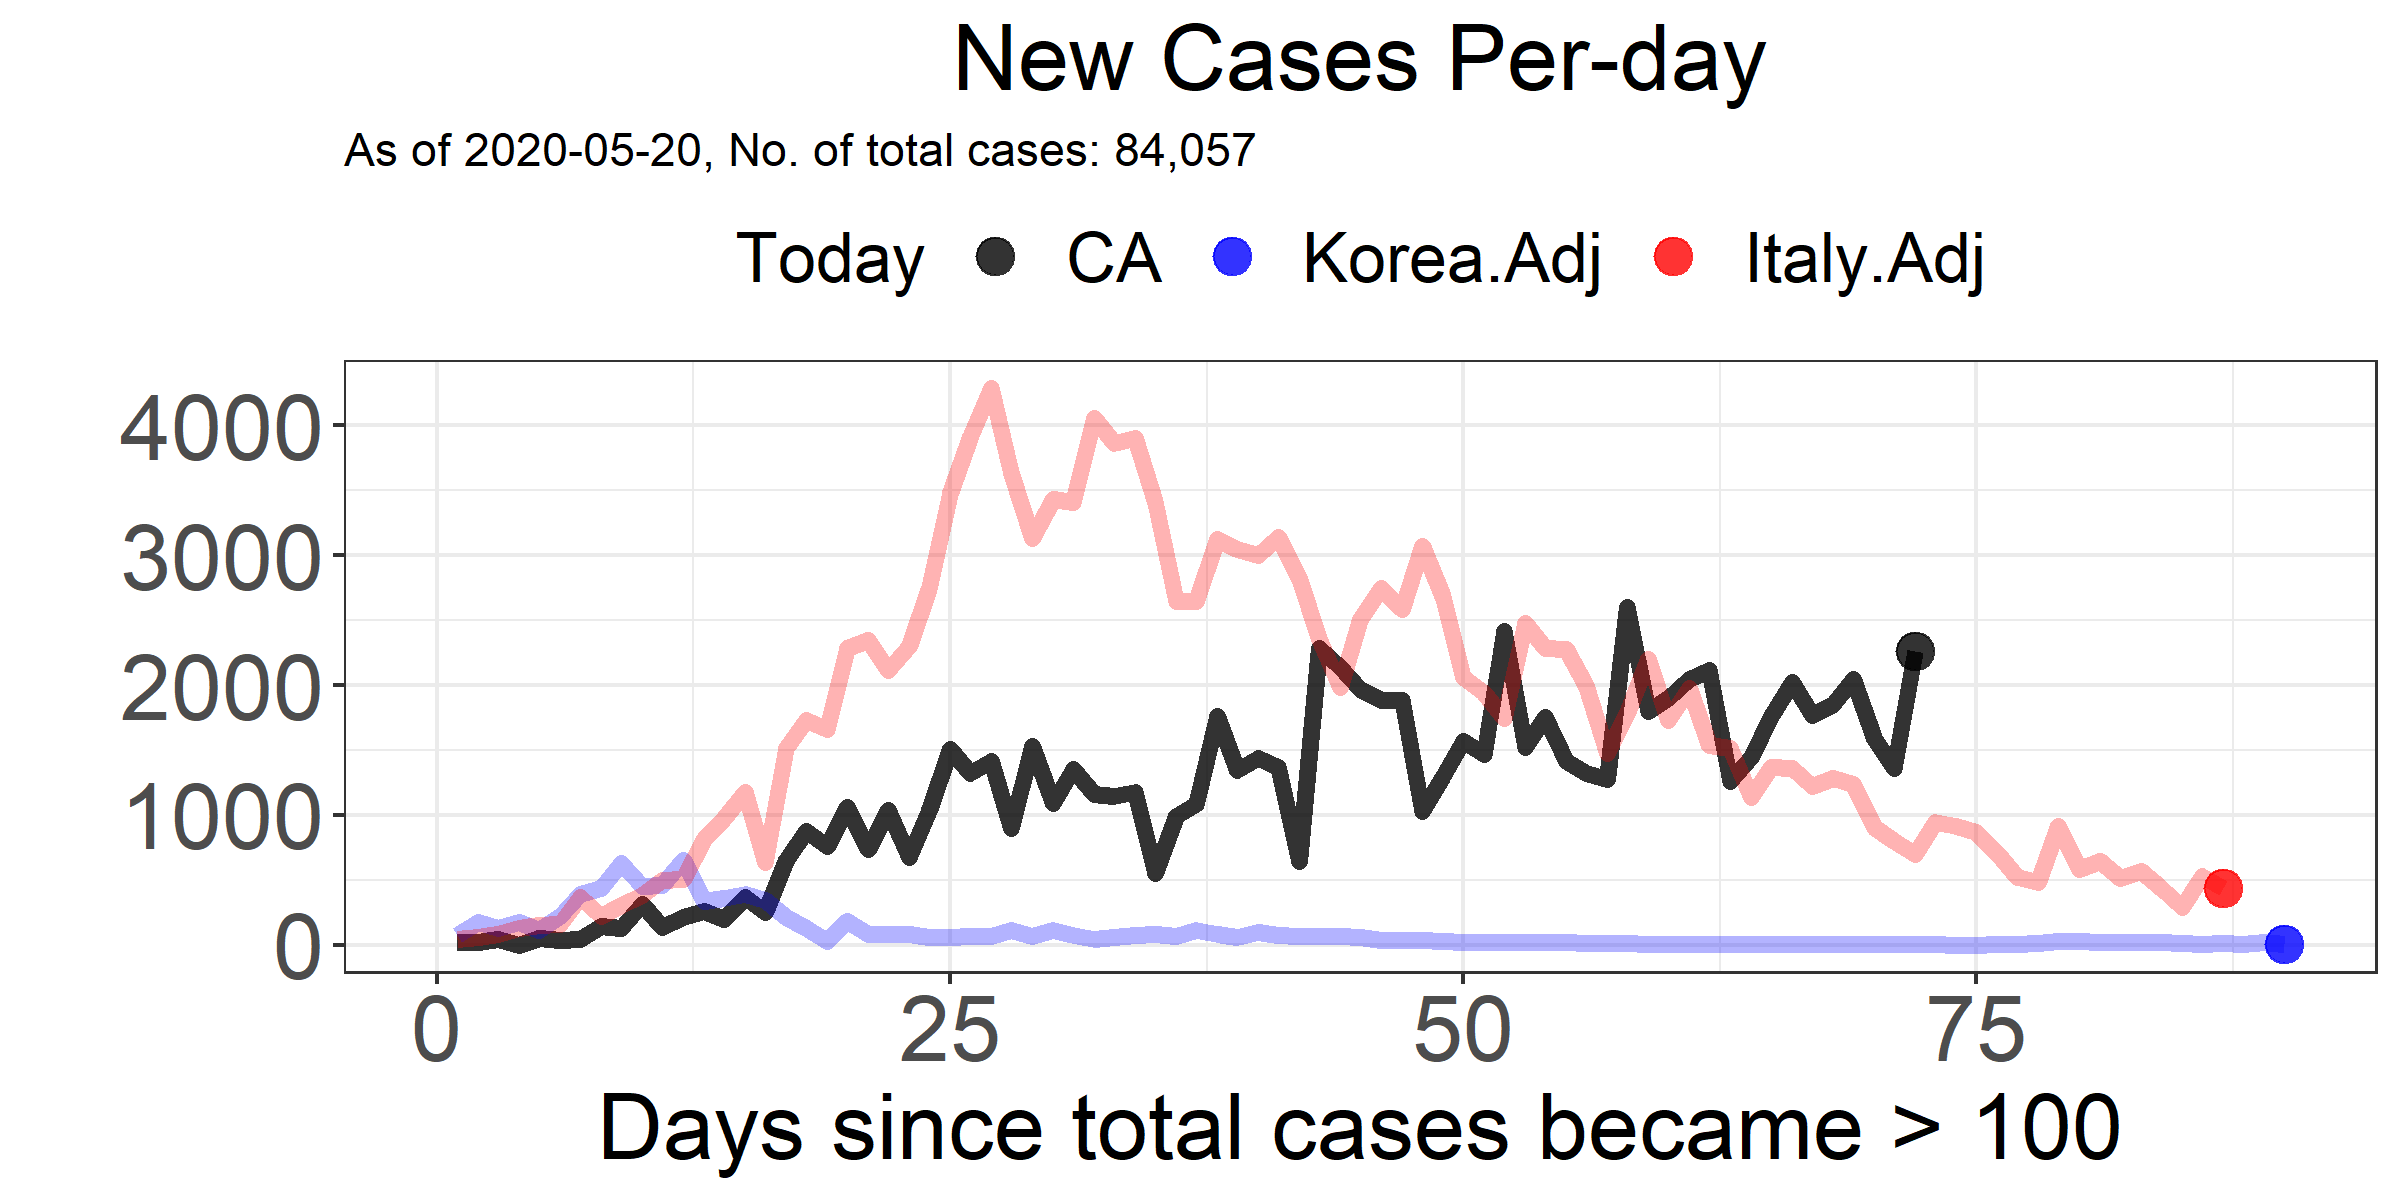 New Cases Per-day
As of 2020-05-20, No. of total cases: 84,057
Today CA Korea.Adj Italy.Adj
4000
3000
2000
1000
0
0 25 50 75
Days since total cases became > 100